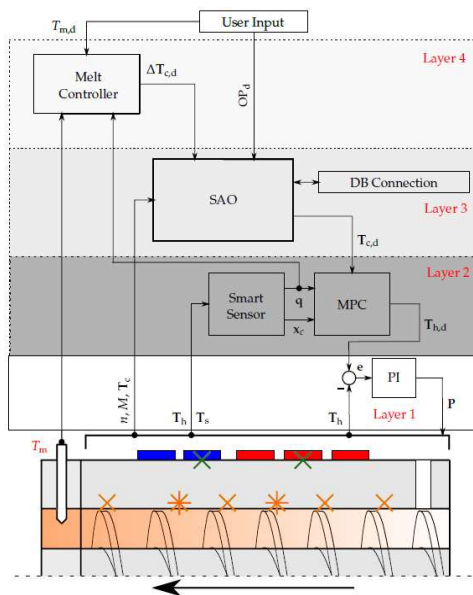 User Input
T_m,d
Layer 4
Melt
Controller
ΔT_c,d
OP_d
SAO
DB Connection
Layer 3
T_c,d
Layer 2
Smart
Sensor
q
x_c
MPC
T_h,d
n, M, T_c
T_h
T_s
T_h
e
PI
P
Layer 1
T_m